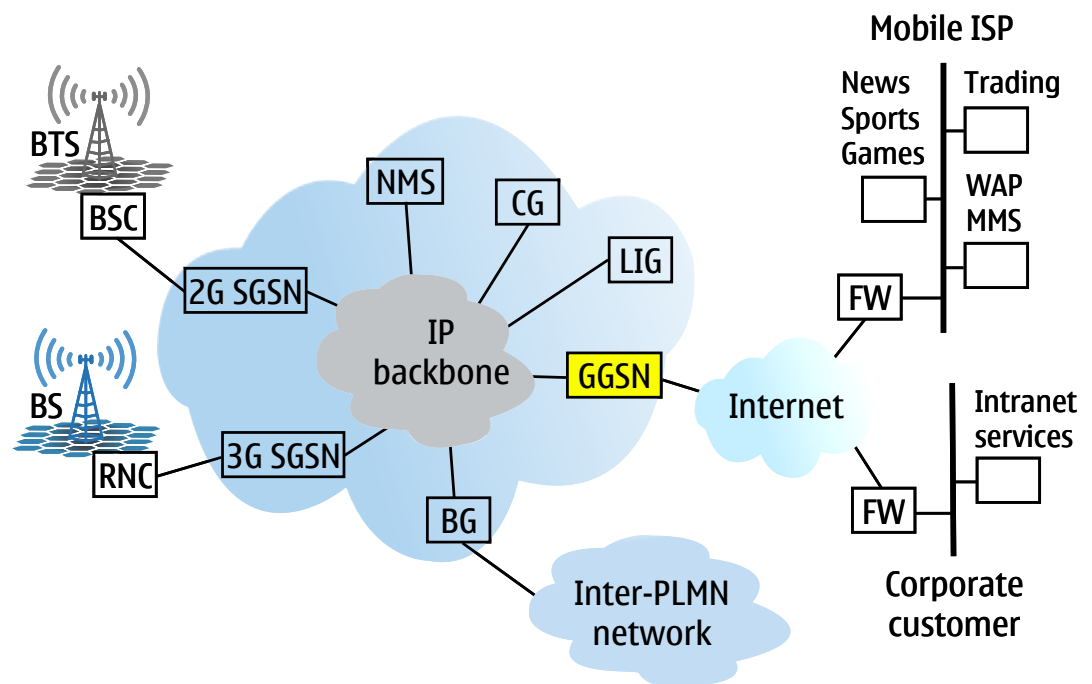 Mobile ISP
News
Sports
Games
Trading
WAP
MMS
BTS
BSC
NMS
CG
LIG
2G SGSN
FW
IP
backbone
GGSN
Internet
BS
RNC
3G SGSN
BG
Intranet
services
FW
Inter-PLMN
network
Corporate
customer